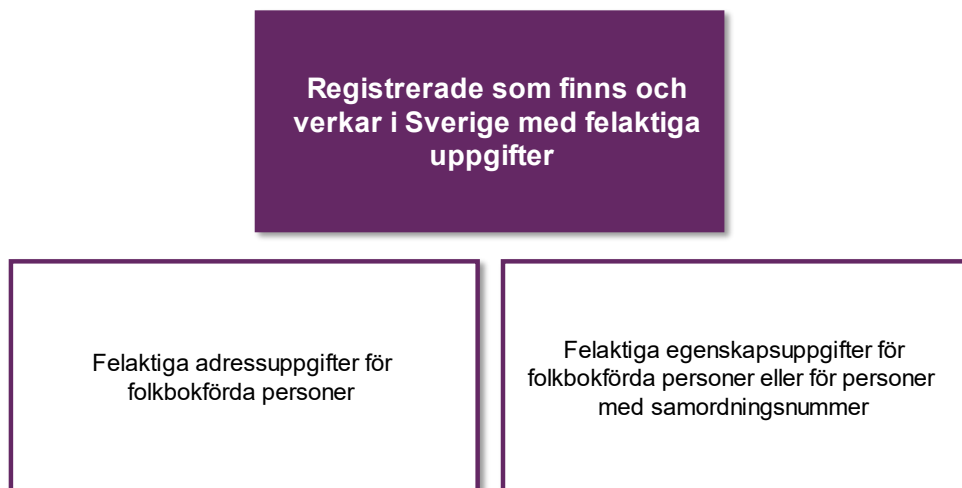 Registrerade som finns och
verkar i Sverige med felaktiga
uppgifter
Felaktiga adressuppgifter för
folkbokförda personer
Felaktiga egenskapsuppgifter för
folkbokförda personer eller för personer
med samordningsnummer